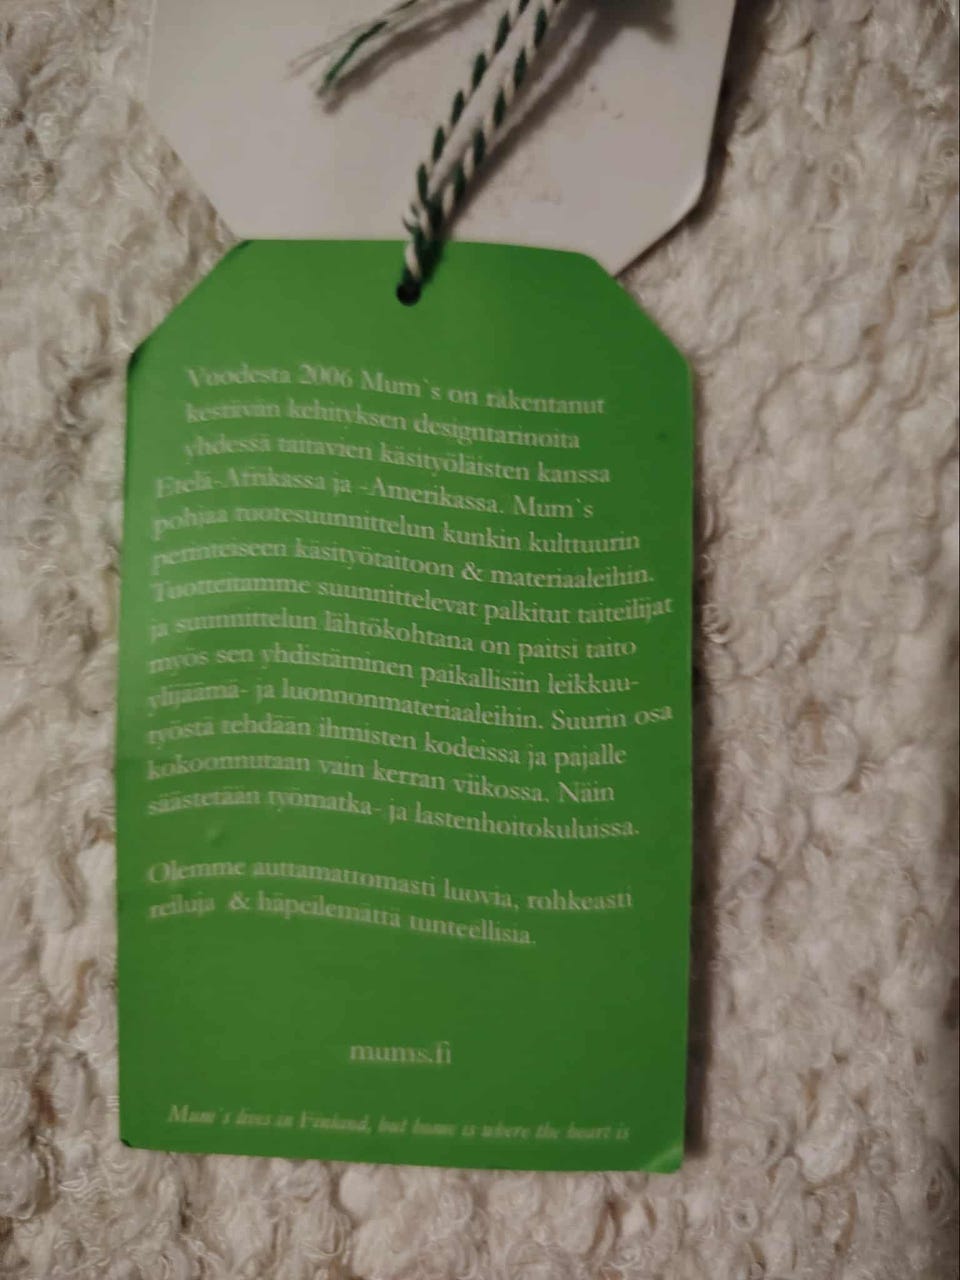 Vuodesta 2006 Mum`s on rakentanut
kestävän kehityksen designtarinoita
yhdessä taitavien käsityöläisten kanssa
Etelä-Afrikassa ja -Amerikassa. Mum`s
pohjaa tuotesuunnittelun kunkin kulttuurin
perinteiseen käsityötaitoon & materiaaleihin.
Tuotteitamme suunnittelevat palkitut taiteilijat
ja suunnittelun lähtökohtana on paitsi taito
myös sen yhdistäminen paikallisiin leikkuu-
ylijäämä- ja luonnonmateriaaleihin. Suurin osa
työstä tehdään ihmisten kodeissa ja pajalle
kokoonnutaan vain kerran viikossa. Näin
säästetään työmatka- ja lastenhoitokuluissa.
Olemme auttamattomasti luovia, rohkeasti
reiluja & häpeilemättä tunteellisia.
mums.fi
Mum`s lives in Finland, but home is where the heart is